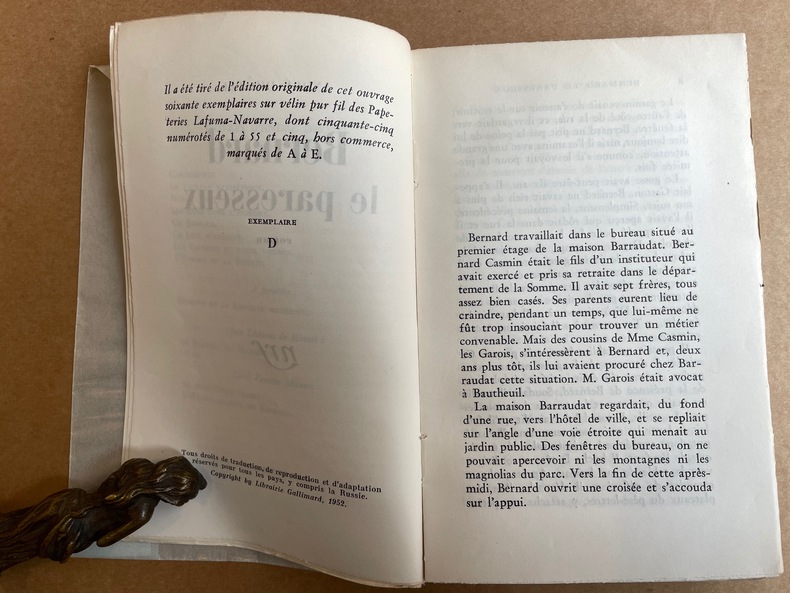 Il a été tiré de l'édition originale de cet ouvrage
soixante exemplaires sur vélin pur fil des Pape-
teries Lafuma-Navarre, dont cinquante-cinq
numérotés de 1 à 55 et cinq, hors commerce,
marqués de A à E.
EXEMPLAIRE
D
Tous droits de traduction, de reproduction et d'adaptation
réservés pour tous les pays, y compris la Russie.
Copyright by Librairie Gallimard, 1952.
Bernard travaillait dans le bureau situé au
premier étage de la maison Barraudat. Ber-
nard Casmin était le fils d'un instituteur qui
avait exercé et pris sa retraite dans le dépar-
tement de la Somme. Il avait sept frères, tous
assez bien casés. Ses parents eurent lieu de
craindre, pendant un temps, que lui-même ne
fût trop insouciant pour trouver un métier
convenable. Mais des cousins de Mme Casmin,
les Garois, s'intéressèrent à Bernard et, deux
ans plus tôt, ils lui avaient procuré chez Bar-
raudat cette situation. M. Garois était avocat
à Bautheuil.
La maison Barraudat regardait, du fond
d'une rue, vers l'hôtel de ville, et se repliait
sur l'angle d'une voie étroite qui menait au
jardin public. Des fenêtres du bureau, on ne
pouvait apercevoir ni les montagnes ni les
magnolias du parc. Vers la fin de cette après-
midi, Bernard ouvrit une croisée et s'accouda
sur l'appui.
Bernard
le paresseux
nrf